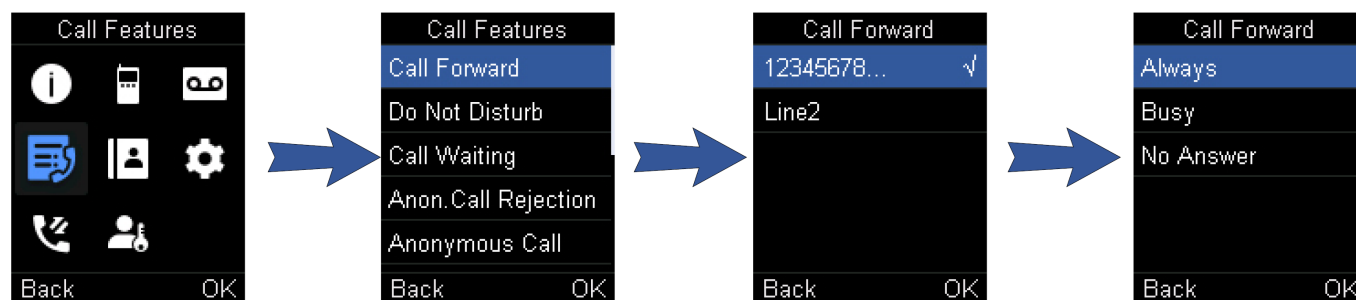 Call Features
Back OK
Call Features
Call Forward
Do Not Disturb
Call Waiting
Anon.Call Rejection
Anonymous Call
Back OK
Call Forward
12345678... √
Line2
Back OK
Call Forward
Always
Busy
No Answer
Back OK